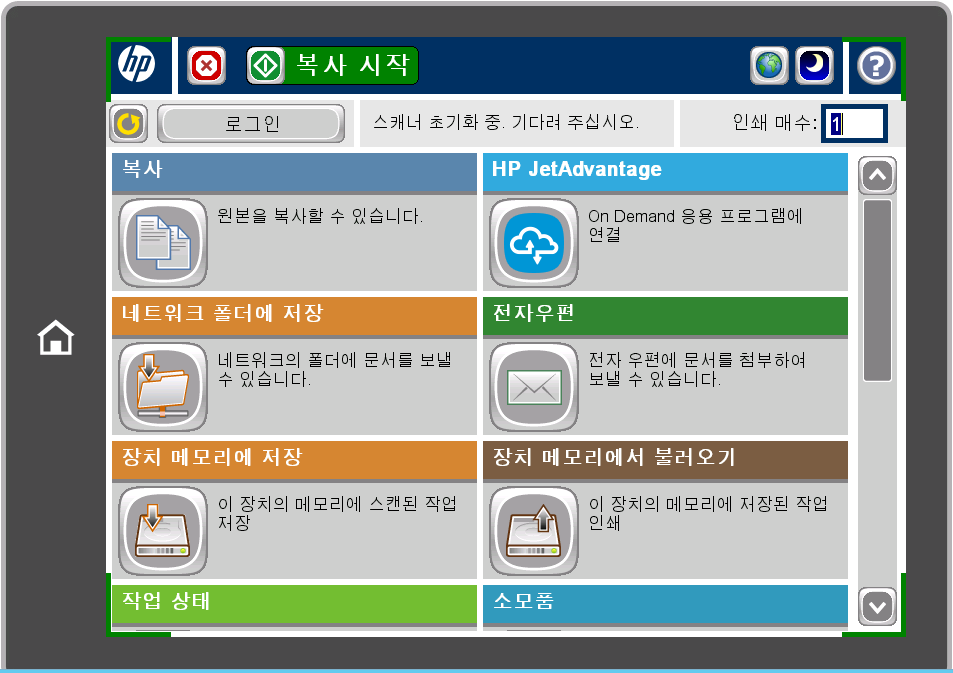 hp
복사 시작
?
로그인
스캐너 초기화 중. 기다려 주십시오.
인쇄 매수: 1
복사
HP JetAdvantage
원본을 복사할 수 있습니다.
On Demand 응용 프로그램에
연결
네트워크 폴더에 저장
전자우편
네트워크의 폴더에 문서를 보낼
수 있습니다.
전자 우편에 문서를 첨부하여
보낼 수 있습니다.
장치 메모리에 저장
장치 메모리에서 불러오기
이 장치의 메모리에 스캔된 작업
저장
이 장치의 메모리에 저장된 작업
인쇄
작업 상태
소모품